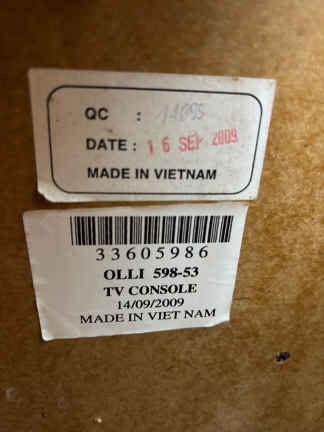 QC :
DATE : 16 SEP 2009
MADE IN VIETNAM
33605986
OLLI 598-53
TV CONSOLE
14/09/2009
MADE IN VIET NAM